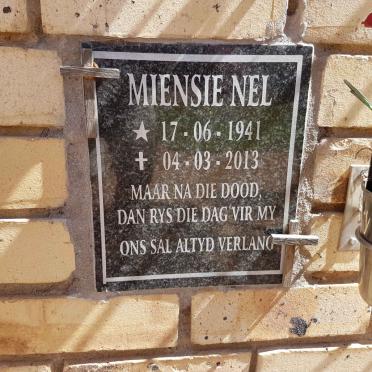 MIENSIE NEL
★ 17-06-1941
✝ 04-03-2013
MAAR NA DIE DOOD,
DAN RYS DIE DAG VIR MY
ONS SAL ALTYD VERLANG